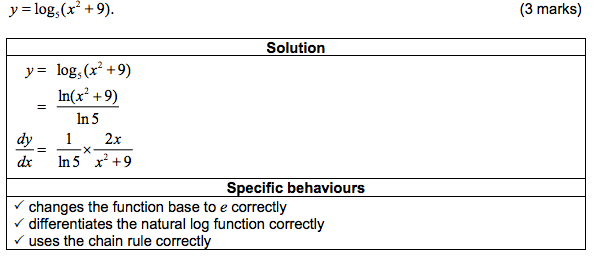 y = log₅(x² + 9). (3 marks)
Solution
y = log₅(x² + 9)
= ln(x² + 9) / ln 5
dy/dx = 1/ln 5 × 2x/(x² + 9)
Specific behaviours
✓ changes the function base to e correctly
✓ differentiates the natural log function correctly
✓ uses the chain rule correctly